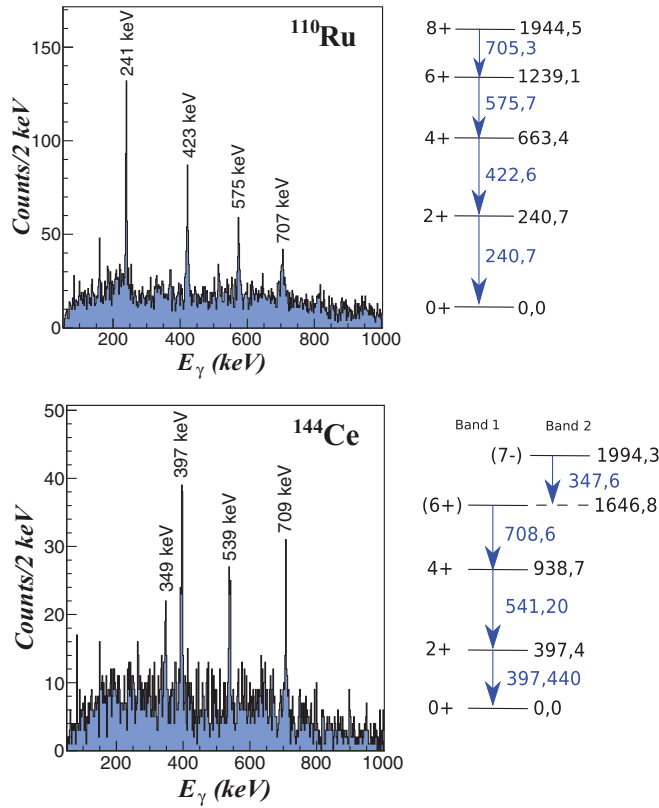 110Ru
Counts/2 keV
150
100
50
0
241 keV
423 keV
575 keV
707 keV
200
400
600
800
1000
Eγ (keV)
8+ 1944,5
705,3
6+ 1239,1
575,7
4+ 663,4
422,6
2+ 240,7
240,7
0+ 0,0
144Ce
Counts/2 keV
50
40
30
20
10
0
349 keV
397 keV
539 keV
709 keV
200
400
600
800
1000
Eγ (keV)
Band 1 Band 2
(7-) 1994,3
347,6
(6+) 1646,8
708,6
4+ 938,7
541,20
2+ 397,4
397,440
0+ 0,0